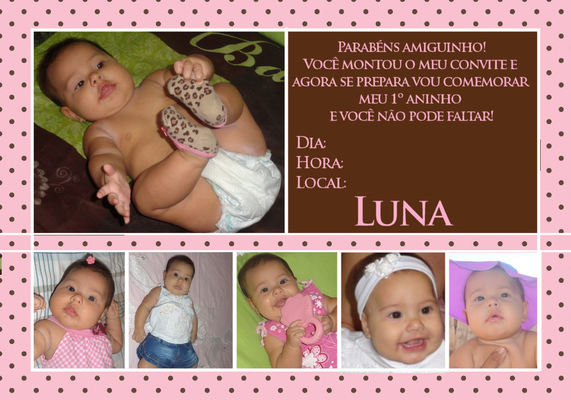 Parabéns amiguinho!
Você montou o meu convite e
agora se prepara vou comemorar
meu 1º aninho
e você não pode faltar!
Dia:
Hora:
Local:
Luna
Ba